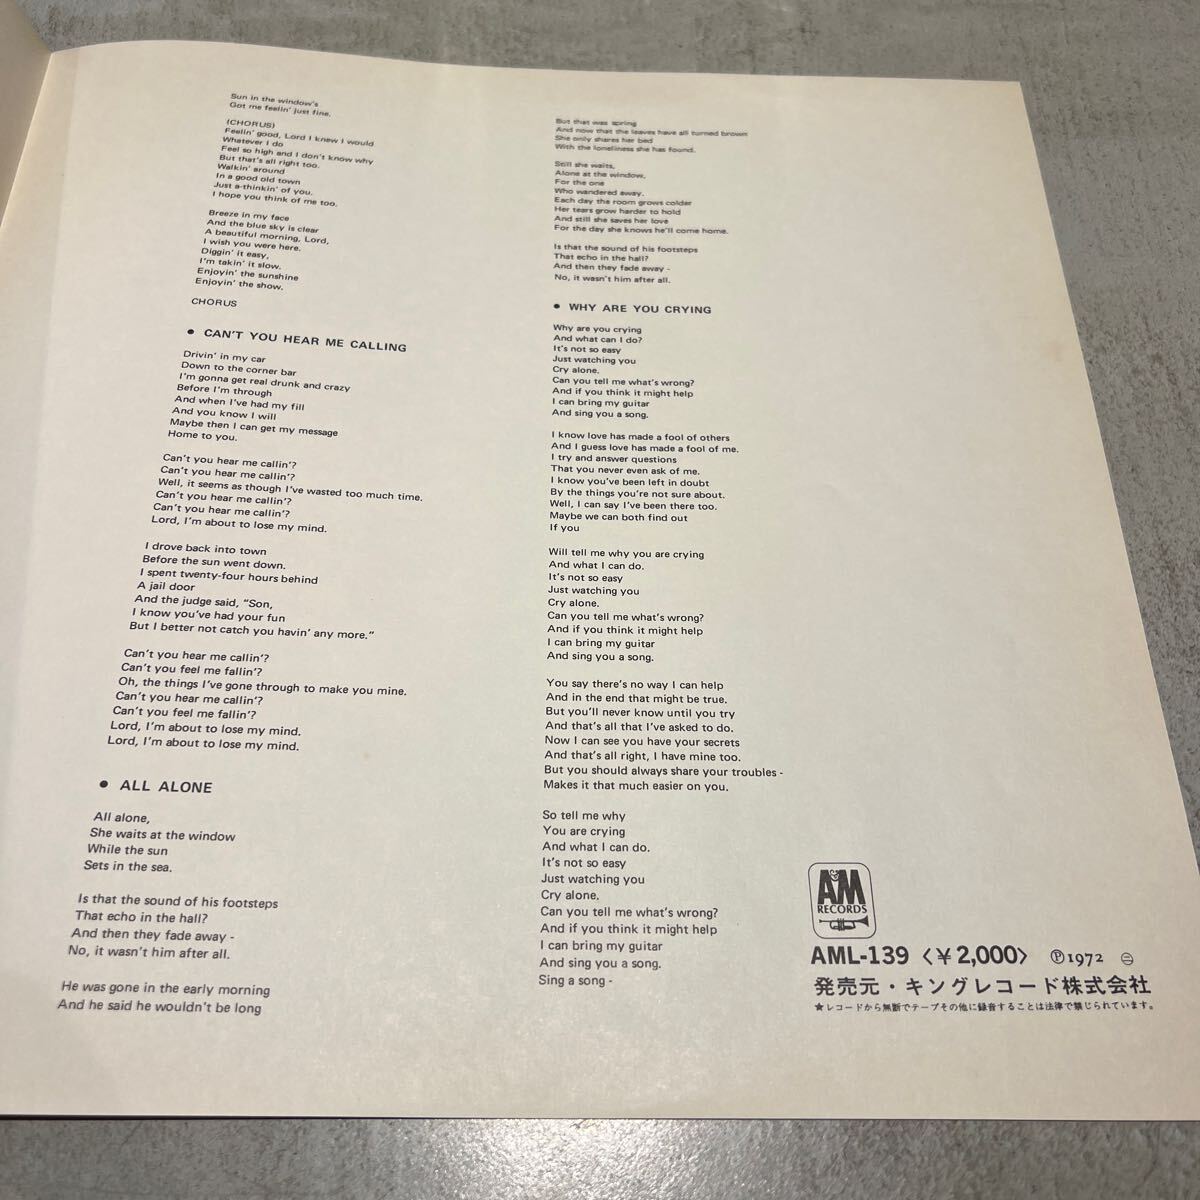 Sun in the window's
Got me feelin' just fine.
(CHORUS)
Feelin' good, Lord I knew I would
Whatever I do
Feel so high and I don't know why
But that's all right too.
Walkin' around
In a good old town
Just a-thinkin' of you.
I hope you think of me too.
Breeze in my face
And the blue sky is clear
A beautiful morning, Lord,
I wish you were here.
Diggin' it easy,
I'm takin' it slow.
Enjoyin' the sunshine
Enjoyin' the show.
CHORUS
● CAN'T YOU HEAR ME CALLING
Drivin' in my car
Down to the corner bar
I'm gonna get real drunk and crazy
Before I'm through
And when I've had my fill
And you know I will
Maybe then I can get my message
Home to you.
Can't you hear me callin'?
Can't you hear me callin'?
Well, it seems as though I've wasted too much time.
Can't you hear me callin'?
Can't you hear me callin'?
Lord, I'm about to lose my mind.
I drove back into town
Before the sun went down.
I spent twenty-four hours behind
A jail door
And the judge said, "Son,
I know you've had your fun
But I better not catch you havin' any more."
Can't you hear me callin'?
Can't you feel me fallin'?
Oh, the things I've gone through to make you mine.
Can't you hear me callin'?
Can't you feel me fallin'?
Lord, I'm about to lose my mind.
Lord, I'm about to lose my mind.
● ALL ALONE
All alone,
She waits at the window
While the sun
Sets in the sea.
Is that the sound of his footsteps
That echo in the hall?
And then they fade away -
No, it wasn't him after all.
He was gone in the early morning
And he said he wouldn't be long
But that was spring
And now that the leaves have all turned brown
She only shares her bed
With the loneliness she has found.
Still she waits,
Alone at the window,
For the one
Who wandered away.
Each day the room grows colder
Her tears grow harder to hold
And still she saves her love
For the day she knows he'll come home.
Is that the sound of his footsteps
That echo in the hall?
And then they fade away -
No, it wasn't him after all.
● WHY ARE YOU CRYING
Why are you crying
And what can I do?
It's not so easy
Just watching you
Cry alone.
Can you tell me what's wrong?
And if you think it might help
I can bring my guitar
And sing you a song.
I know love has made a fool of others
And I guess love has made a fool of me.
I try and answer questions
That you never even ask of me.
I know you've been left in doubt
By the things you're not sure about.
Well, I can say I've been there too.
Maybe we can both find out
If you
Will tell me why you are crying
And what I can do.
It's not so easy
Just watching you
Cry alone.
Can you tell me what's wrong?
And if you think it might help
I can bring my guitar
And sing you a song.
You say there's no way I can help
And in the end that might be true.
But you'll never know until you try
And that's all that I've asked to do.
Now I can see you have your secrets
And that's all right, I have mine too.
But you should always share your troubles -
Makes it that much easier on you.
So tell me why
You are crying
And what I can do.
It's not so easy
Just watching you
Cry alone.
Can you tell me what's wrong?
And if you think it might help
I can bring my guitar
And sing you a song.
Sing a song -
A&M
RECORDS
AML-139 〈¥2,000〉 Ⓟ1972 ㊁
発売元・キングレコード株式会社
★レコードから無断でテープその他に録音することは法律で禁じられています。